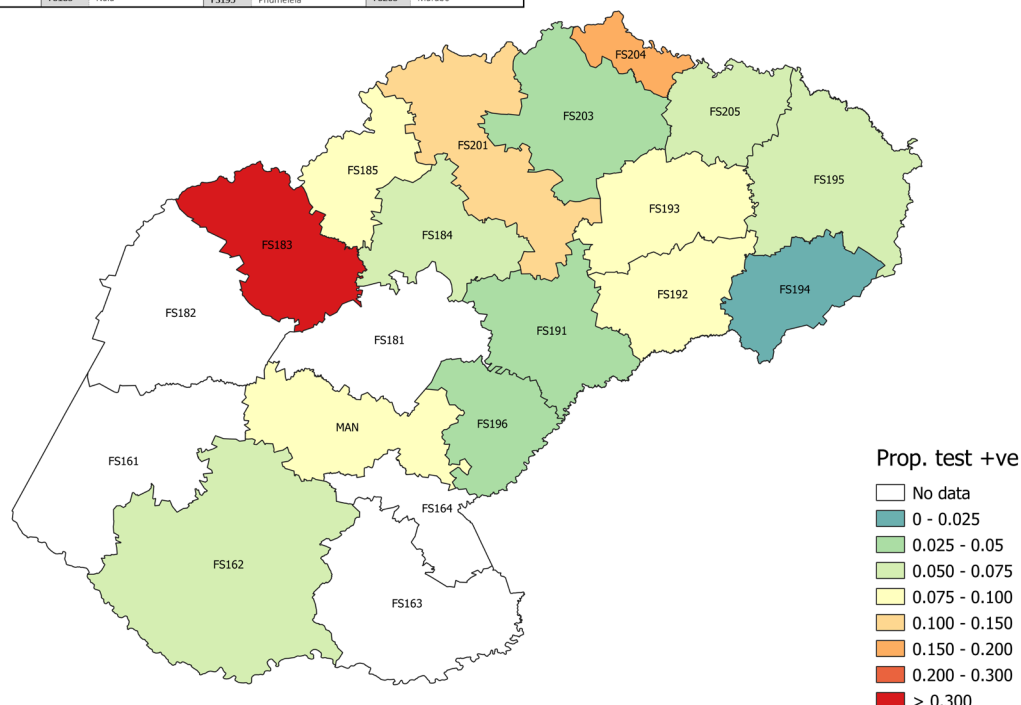 FS195 Phumelela
FS204
FS203
FS205
FS201
FS185
FS195
FS193
FS184
FS183
FS194
FS192
FS182
FS191
FS181
FS196
MAN
FS161
FS164
FS162
FS163
Prop. test +ve
No data
0 - 0.025
0.025 - 0.05
0.050 - 0.075
0.075 - 0.100
0.100 - 0.150
0.150 - 0.200
0.200 - 0.300
> 0.300